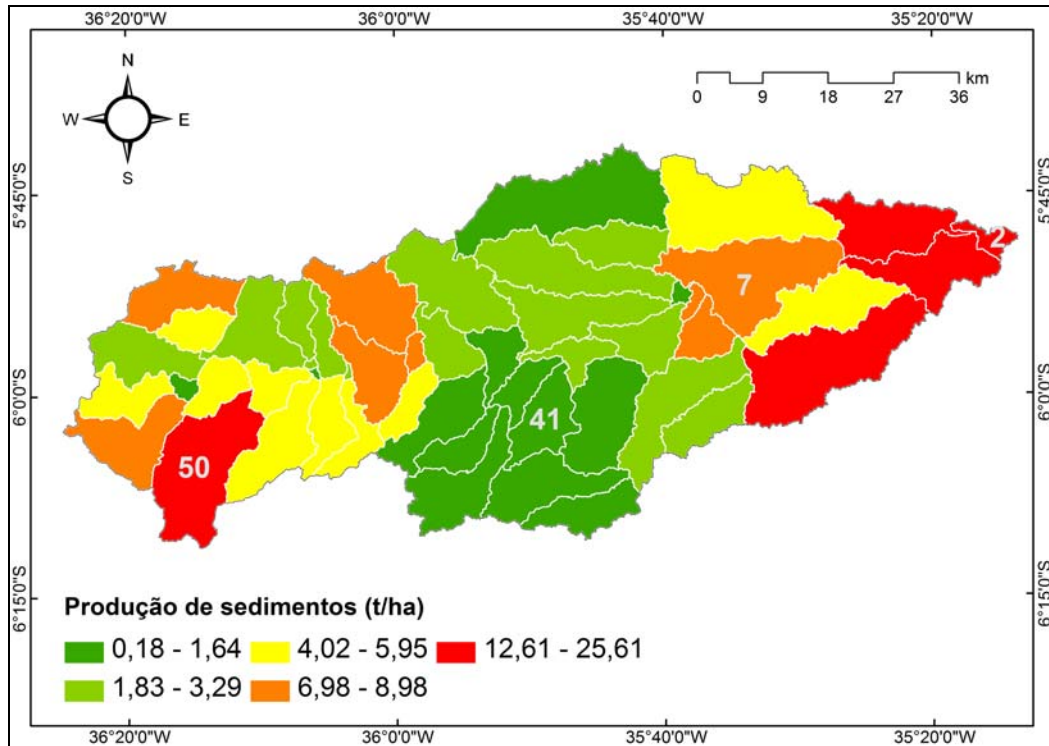 36°20'0"W 36°0'0"W 35°40'0"W 35°20'0"W
N
W E
S
km
0 9 18 27 36
5°45'0"S 5°45'0"S
2
7
6°0'0"S 6°0'0"S
41
50
6°15'0"S 6°15'0"S
Produção de sedimentos (t/ha)
0,18 - 1,64 4,02 - 5,95 12,61 - 25,61
1,83 - 3,29 6,98 - 8,98
36°20'0"W 36°0'0"W 35°40'0"W 35°20'0"W